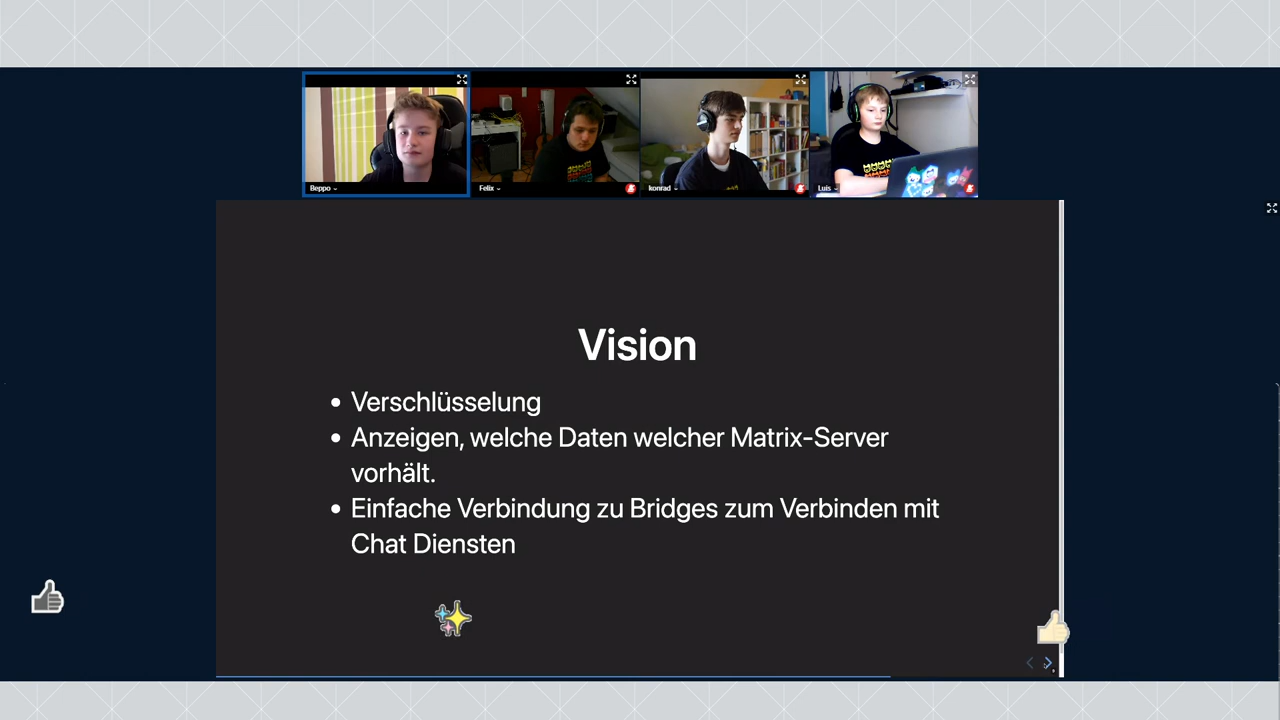 Beppo
Felix
konrad
Luis
Vision
Verschlüsselung
Anzeigen, welche Daten welcher Matrix-Server
vorhält.
Einfache Verbindung zu Bridges zum Verbinden mit
Chat Diensten